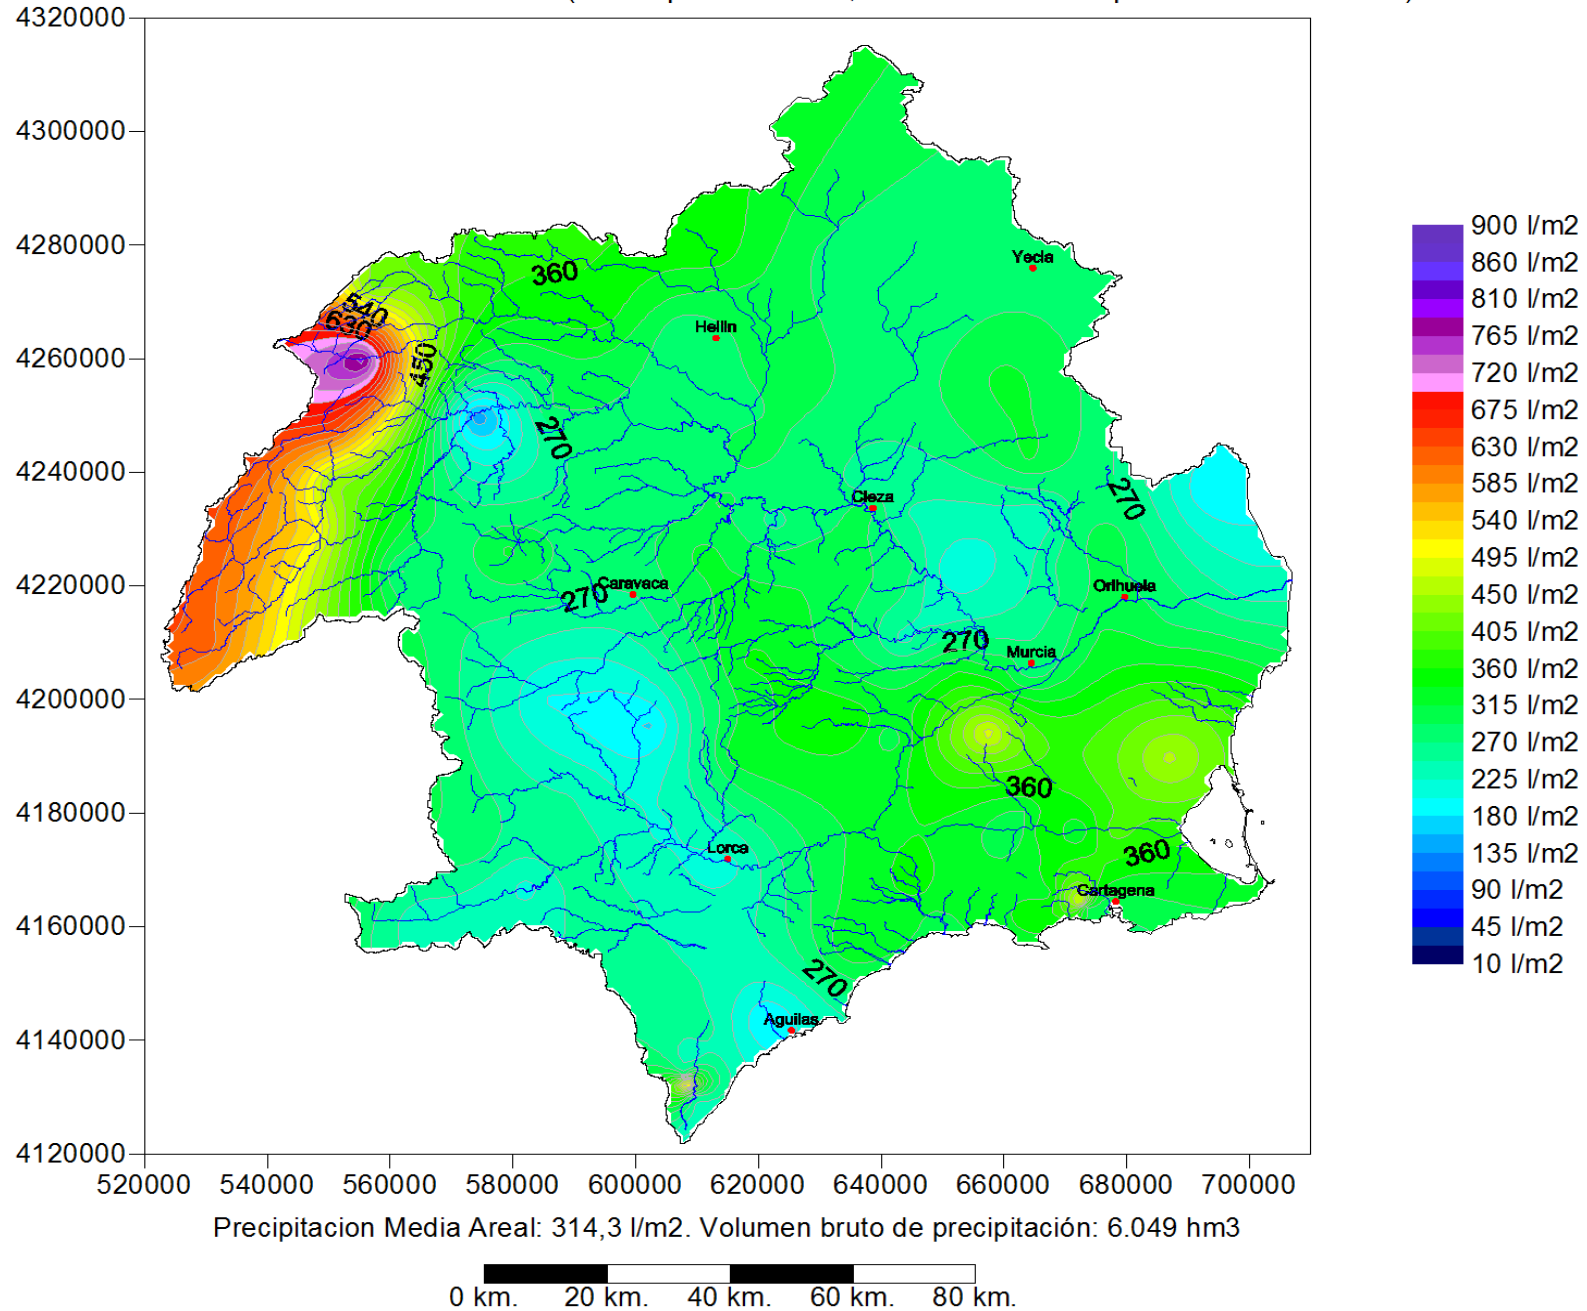 4320000
4300000
540
630
360
450
Yecla
Hellin
4280000
4260000
270
4240000
Cieza
270
4220000
Caravaca
270
Orihuela
270
Murcia
4200000
360
4180000
Lorca
360
Cartagena
4160000
270
Aguilas
4140000
4120000
520000 540000 560000 580000 600000 620000 640000 660000 680000 700000
900 l/m2
860 l/m2
810 l/m2
765 l/m2
720 l/m2
675 l/m2
630 l/m2
585 l/m2
540 l/m2
495 l/m2
450 l/m2
405 l/m2
360 l/m2
315 l/m2
270 l/m2
225 l/m2
180 l/m2
135 l/m2
90 l/m2
45 l/m2
10 l/m2
Precipitacion Media Areal: 314,3 l/m2. Volumen bruto de precipitación: 6.049 hm3
0 km. 20 km. 40 km. 60 km. 80 km.